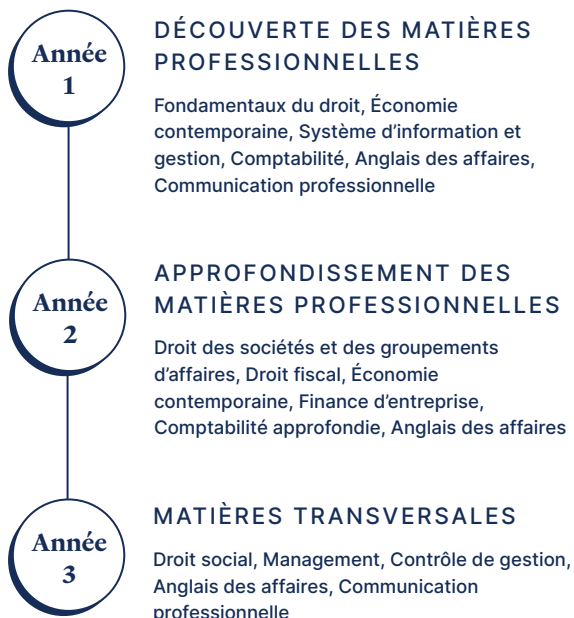 Année
1
DÉCOUVERTE DES MATIÈRES
PROFESSIONNELLES
Fondamentaux du droit, Économie
contemporaine, Système d’information et
gestion, Comptabilité, Anglais des affaires,
Communication professionnelle
Année
2
APPROFONDISSEMENT DES
MATIÈRES PROFESSIONNELLES
Droit des sociétés et des groupements
d’affaires, Droit fiscal, Économie
contemporaine, Finance d’entreprise,
Comptabilité approfondie, Anglais des affaires
Année
3
MATIÈRES TRANSVERSALES
Droit social, Management, Contrôle de gestion,
Anglais des affaires, Communication
professionnelle